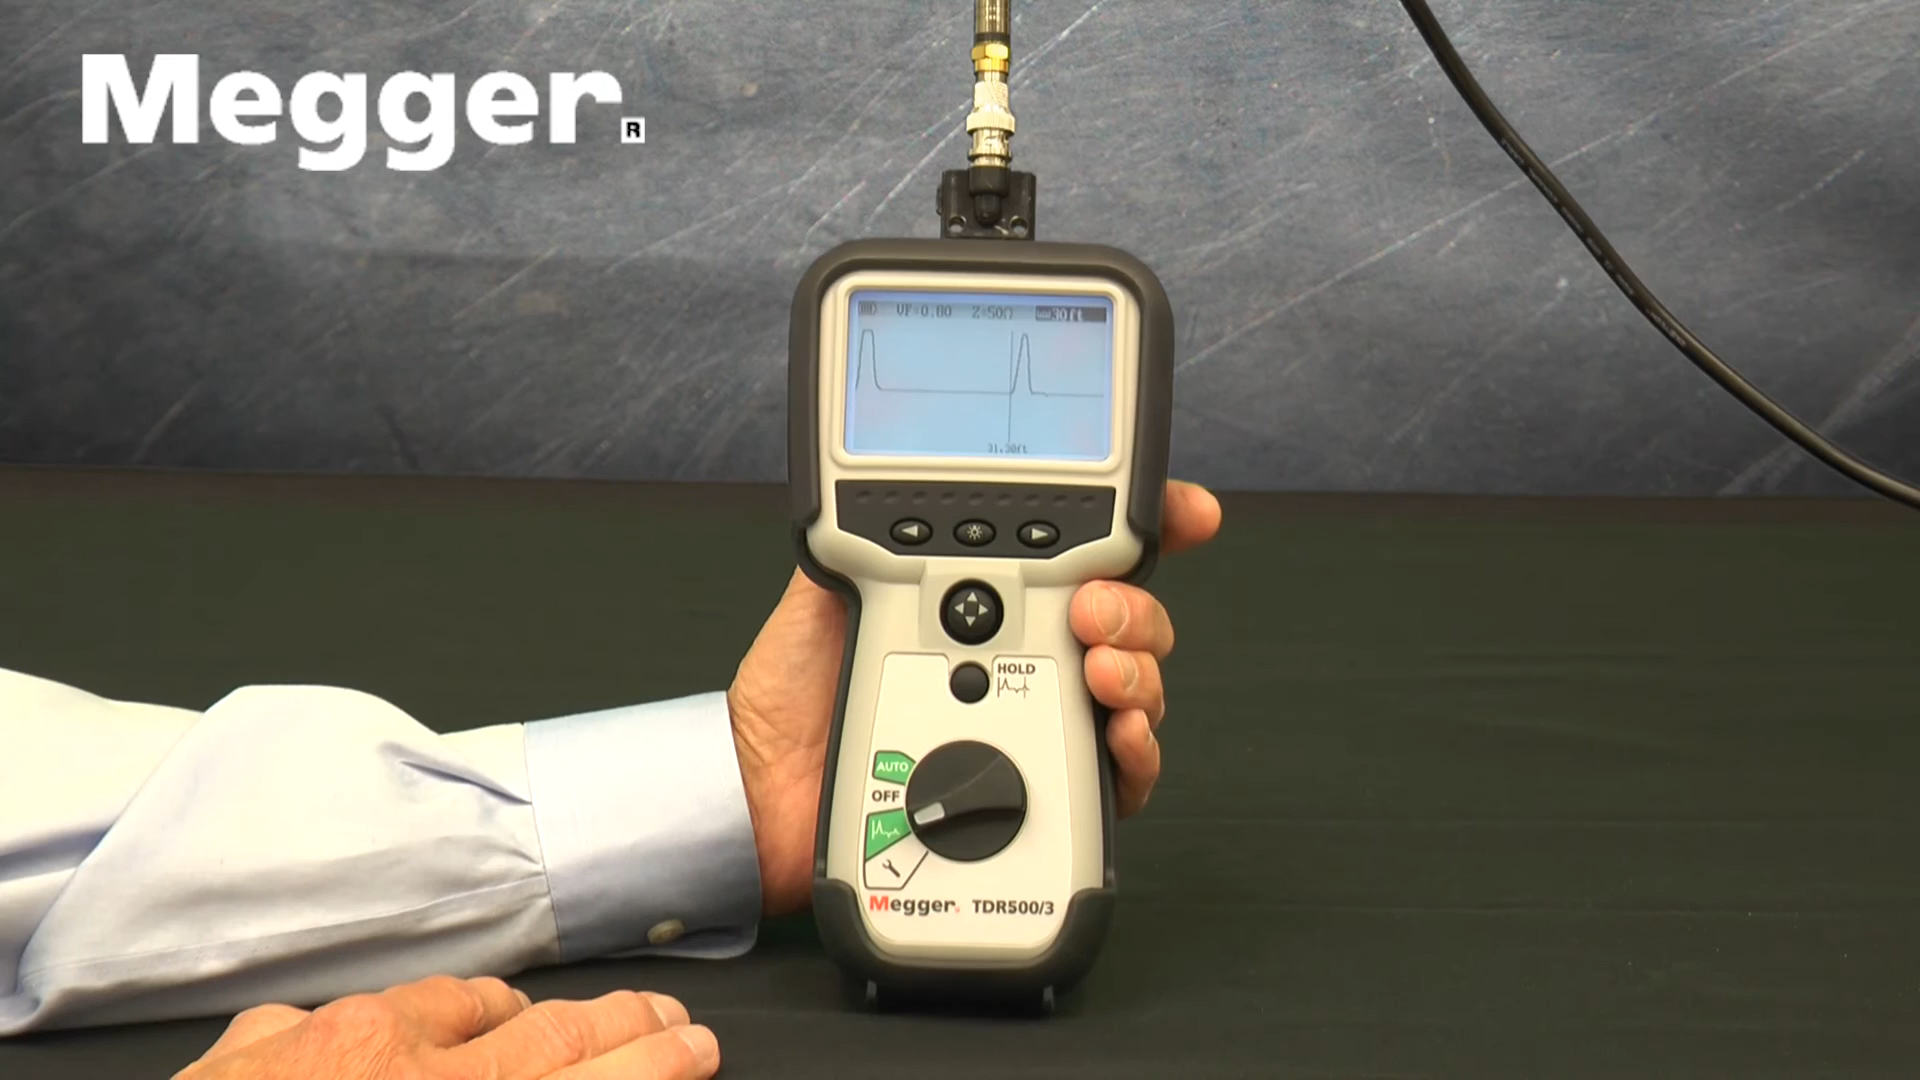 Megger.®
VF=0.80 Z=50Ω 30ft
31.30ft
HOLD
AUTO
OFF
Megger. TDR500/3